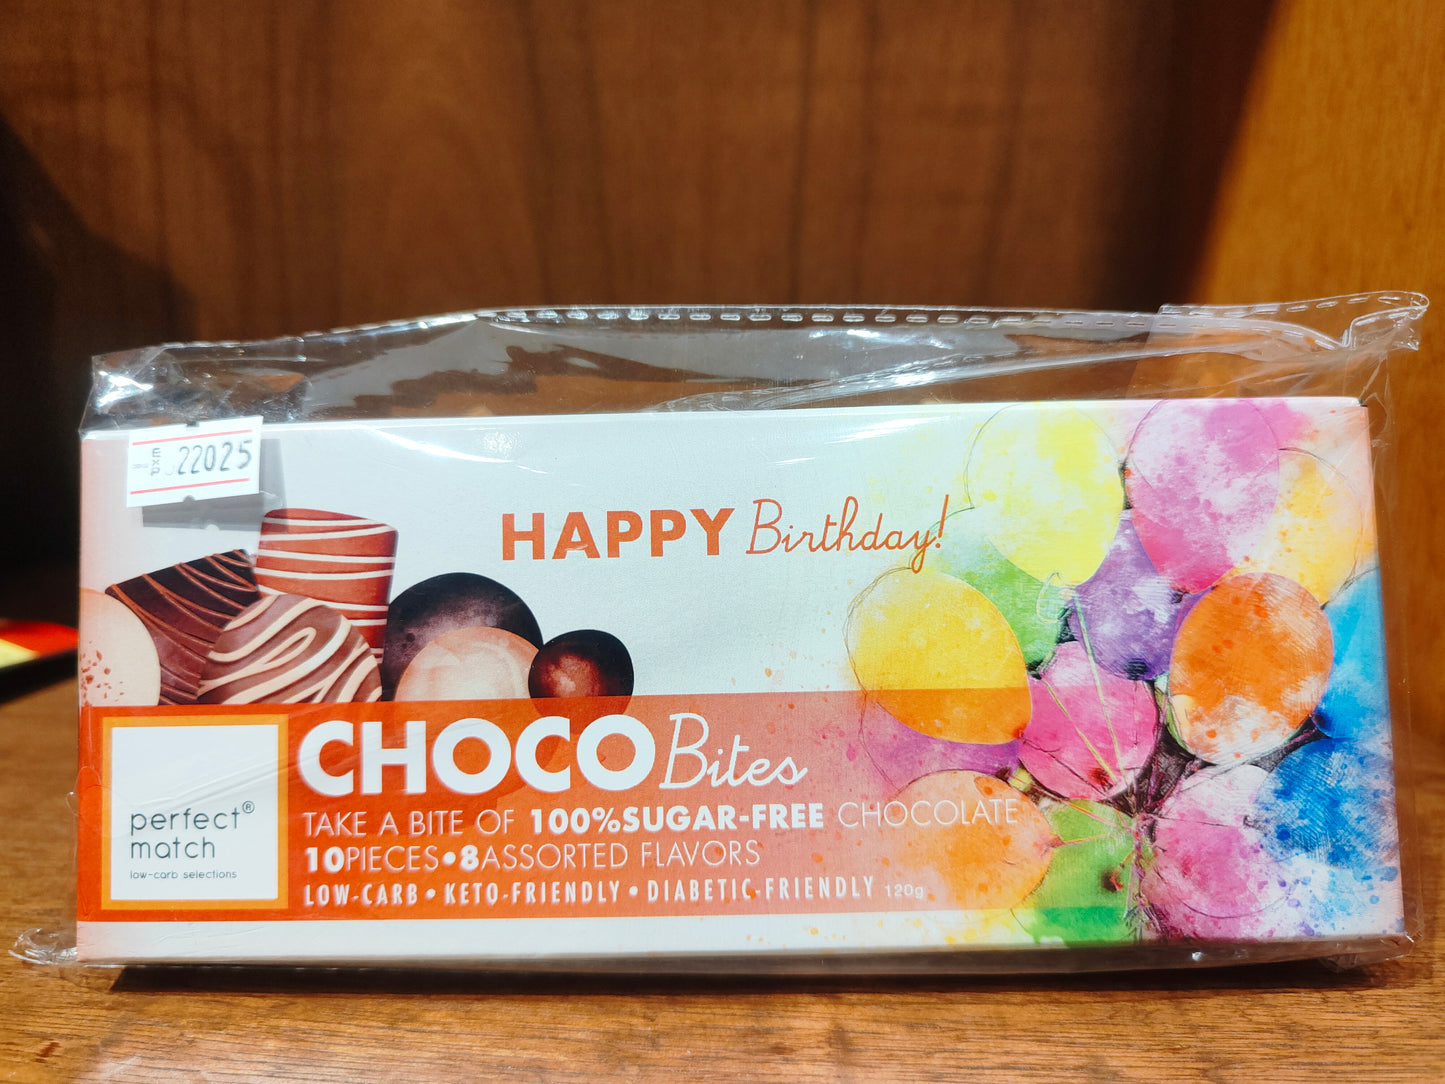 EXP 22025
HAPPY Birthday!
CHOCO Bites
TAKE A BITE OF 100%SUGAR-FREE CHOCOLATE
10PIECES•8ASSORTED FLAVORS
LOW-CARB • KETO-FRIENDLY • DIABETIC-FRIENDLY 120g
perfect®
match
low-carb selections